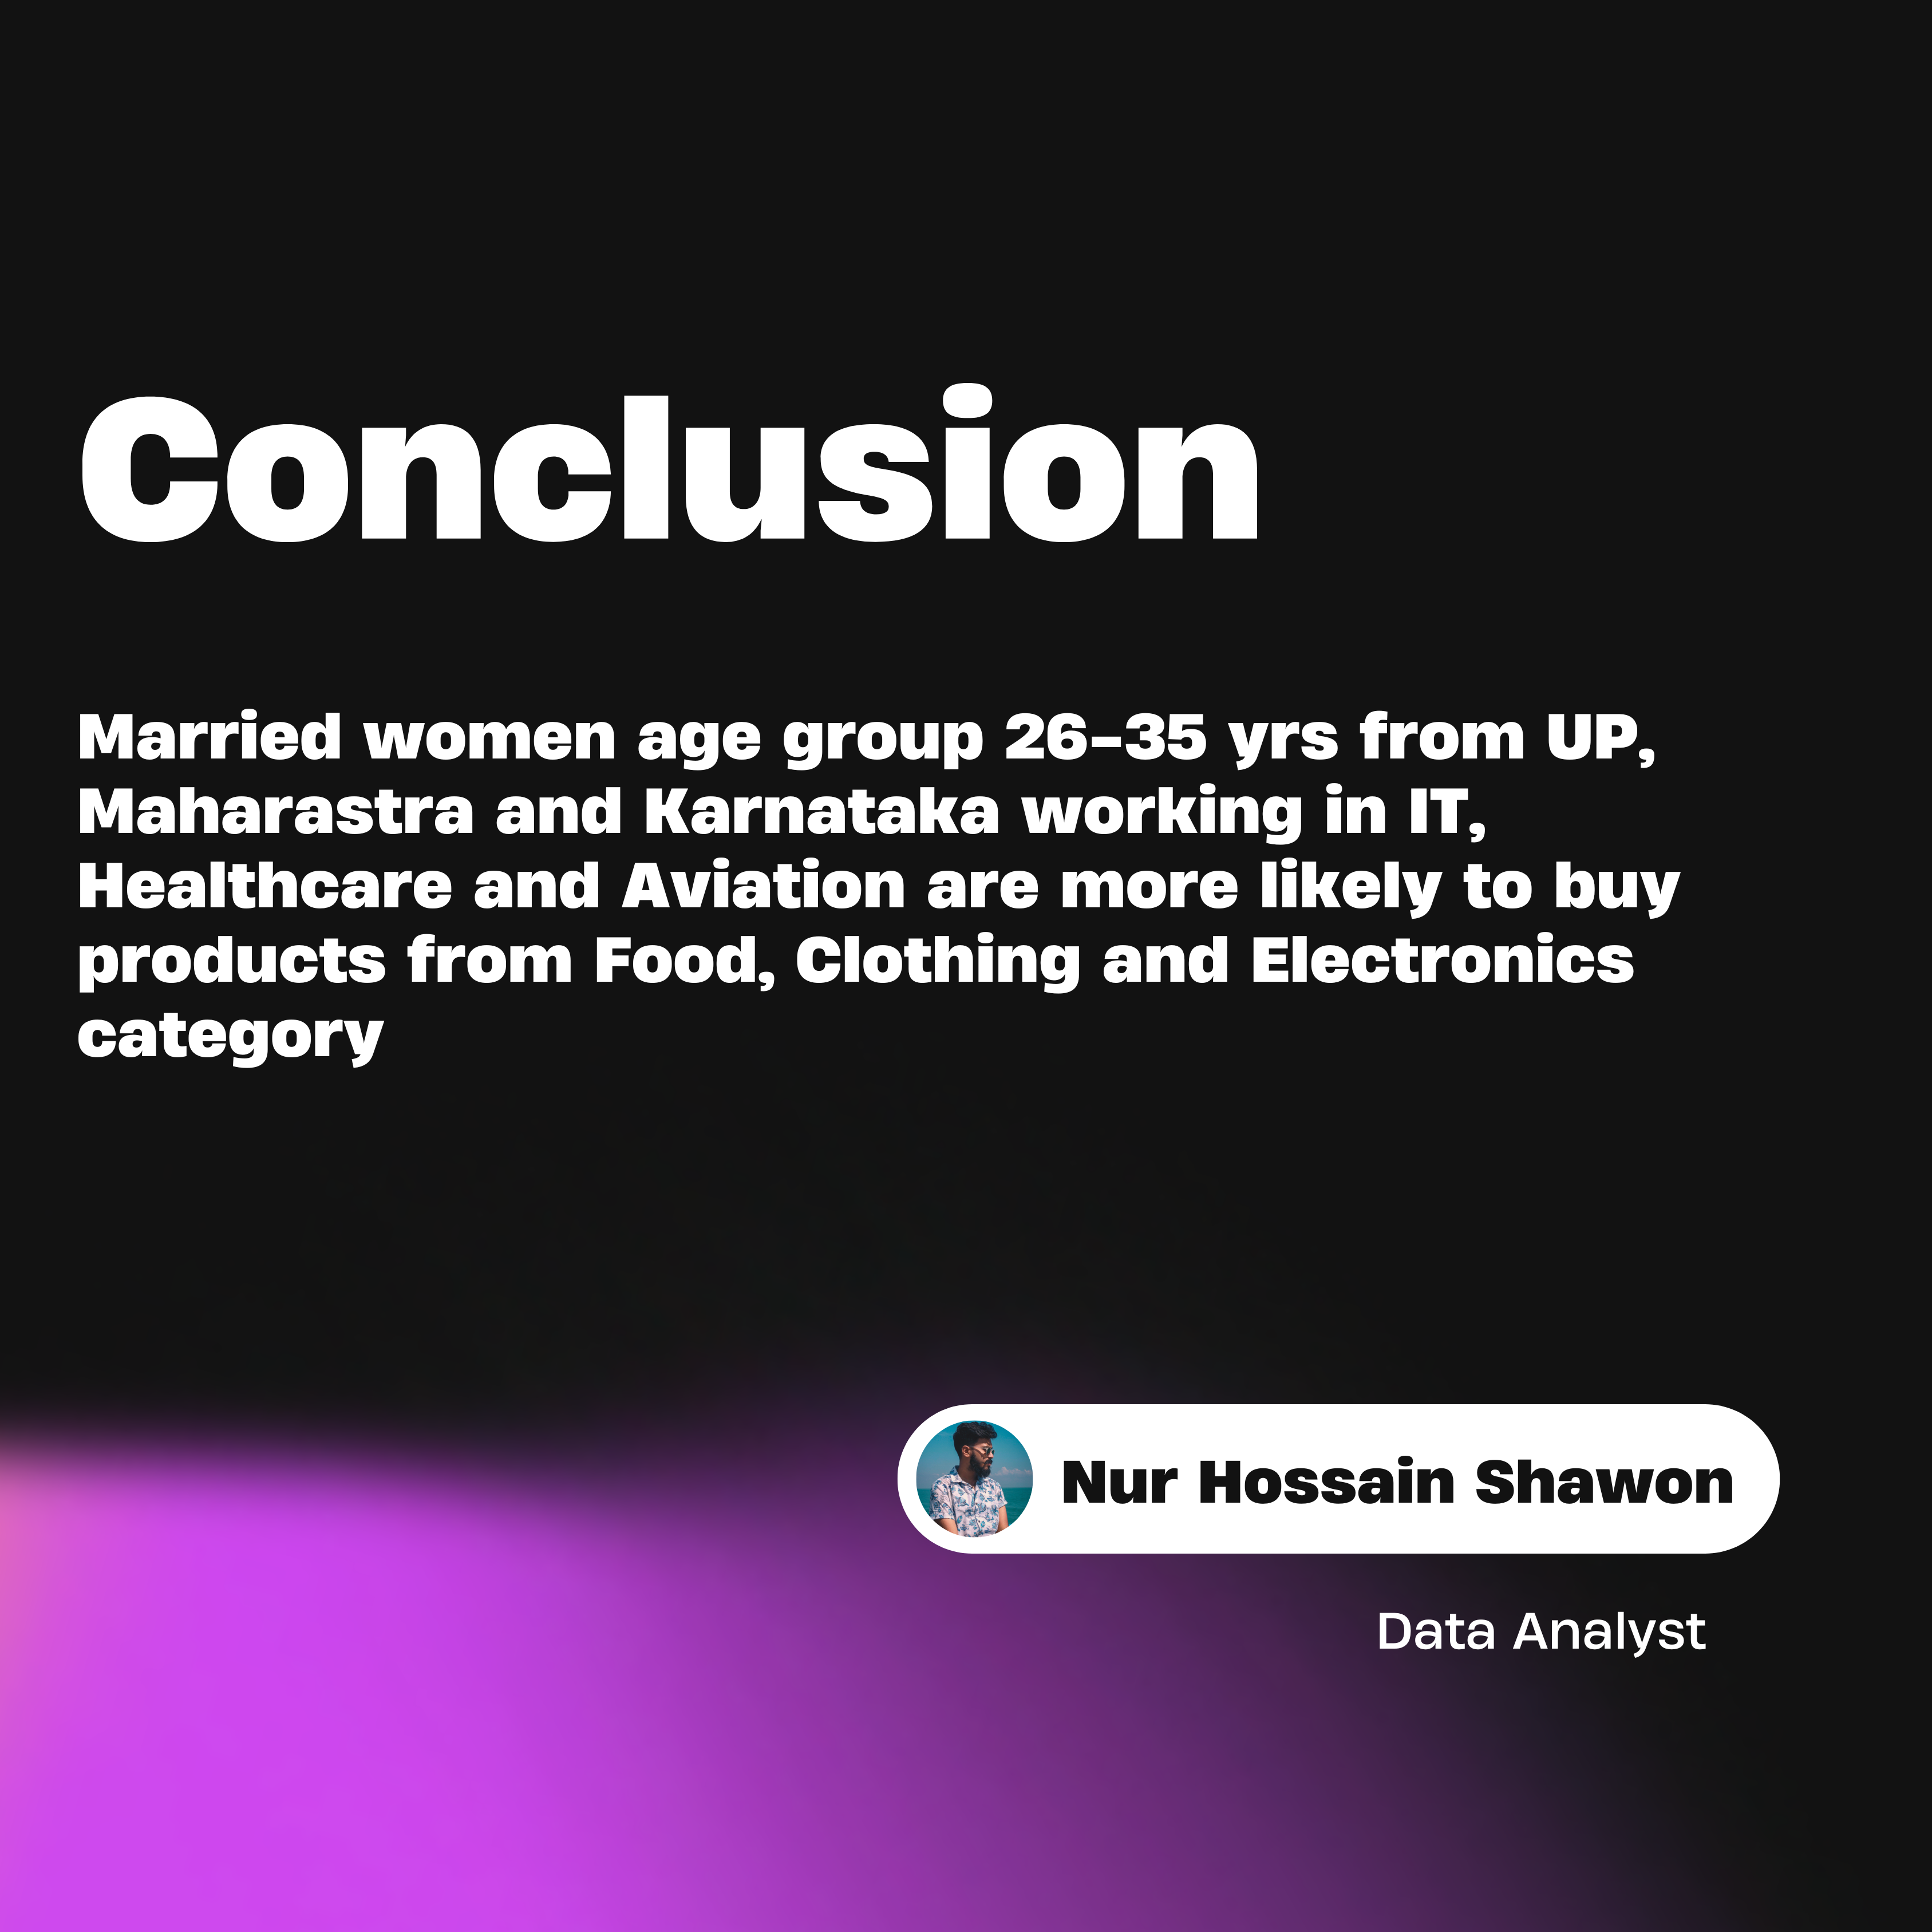 Conclusion
Married women age group 26–35 yrs from UP,
Maharastra and Karnataka working in IT,
Healthcare and Aviation are more likely to buy
products from Food, Clothing and Electronics
category
Nur Hossain Shawon
Data Analyst